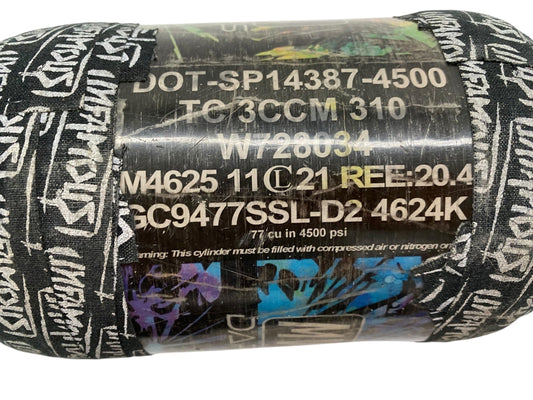 DOT-SP14387-4500
TC 3CCM 310
W728034
M4625 11 21 REE:20.4
GC9477SSL-D2 4624K
77 cu in 4500 psi
This cylinder must be filled with compressed air or nitrogen
INFAMOUS